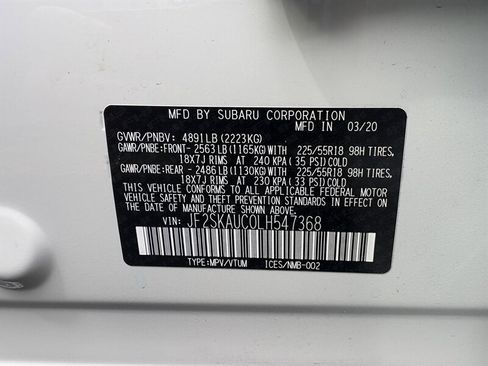 MFD BY SUBARU CORPORATION
MFD IN 03/20
GVWR/PNBV: 4891LB (2223KG)
GAWR/PNBE:FRONT- 2563LB (1165KG)WITH 225/55R18 98H TIRES,
18X7J RIMS AT 240 KPA (35 PSI)COLD
GAWR/PNBE:REAR - 2486LB (1130KG)WITH 225/55R18 98H TIRES,
18X7J RIMS AT 230 KPA (33 PSI)COLD
THIS VEHICLE CONFORMS TO ALL APPLICABLE FEDERAL MOTOR
VEHICLE SAFETY AND BUMPER STANDARDS IN EFFECT ON THE
DATE OF MANUFACTURE SHOWN ABOVE.
VIN: JF2SKAUC0LH547368
TYPE:MPV/VTUM ICES/NMB-002